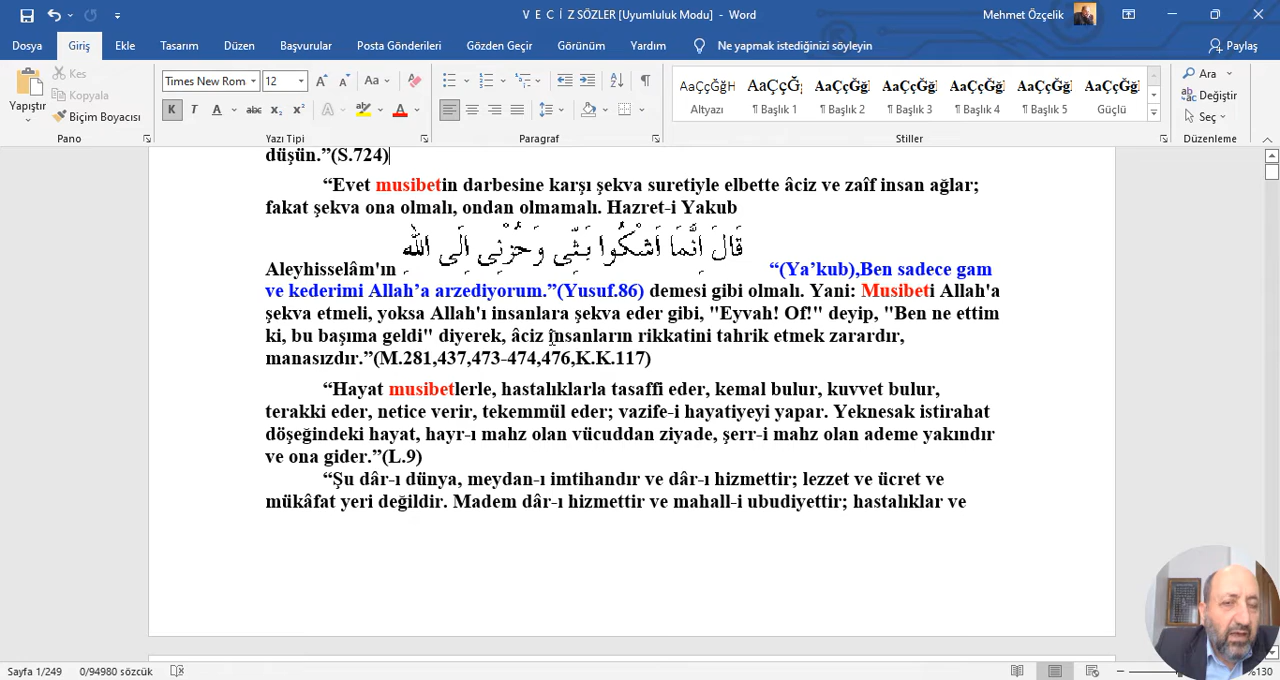 V E C İ Z SÖZLER [Uyumluluk Modu] - Word
Mehmet Özçelik
Dosya Giriş Ekle Tasarım Düzen Başvurular Posta Gönderileri Gözden Geçir Görünüm Yardım Ne yapmak istediğinizi söyleyin Paylaş
Yapıştır
Kes
Kopyala
Biçim Boyacısı
Pano
Times New Rom 12
Yazı Tipi
Paragraf
AaÇçĞğH AaÇçĞģ AaÇçĞğ AaÇçĞğ AaÇçĞğ AaÇçĞğ AaÇçĞğ
Altyazı ¶ Başlık 1 ¶ Başlık 2 ¶ Başlık 3 ¶ Başlık 4 ¶ Başlık 5 Güçlü
Stiller
Ara
Değiştir
Seç
Düzenleme
düşün.”(S.724)
“Evet musibetin darbesine karşı şekva suretiyle elbette âciz ve zaîf insan ağlar;
fakat şekva ona olmalı, ondan olmamalı. Hazret-i Yakub
Aleyhisselâm'ın قَالَ اِنَّمَا اَشْكُوا بَثِّى وَحُزْنِى اِلَى اللهِ “(Ya’kub),Ben sadece gam
ve kederimi Allah’a arzediyorum.”(Yusuf.86) demesi gibi olmalı. Yani: Musibeti Allah'a
şekva etmeli, yoksa Allah'ı insanlara şekva eder gibi, "Eyvah! Of!" deyip, "Ben ne ettim
ki, bu başıma geldi" diyerek, âciz insanların rikkatini tahrik etmek zarardır,
manasızdır.”(M.281,437,473-474,476,K.K.117)
“Hayat musibetlerle, hastalıklarla tasaffi eder, kemal bulur, kuvvet bulur,
terakki eder, netice verir, tekemmül eder; vazife-i hayatiyeyi yapar. Yeknesak istirahat
döşeğindeki hayat, hayr-ı mahz olan vücuddan ziyade, şerr-i mahz olan ademe yakındır
ve ona gider.”(L.9)
“Şu dâr-ı dünya, meydan-ı imtihandır ve dâr-ı hizmettir; lezzet ve ücret ve
mükâfat yeri değildir. Madem dâr-ı hizmettir ve mahall-i ubudiyettir; hastalıklar ve
Sayfa 1/249 0/94980 sözcük %130